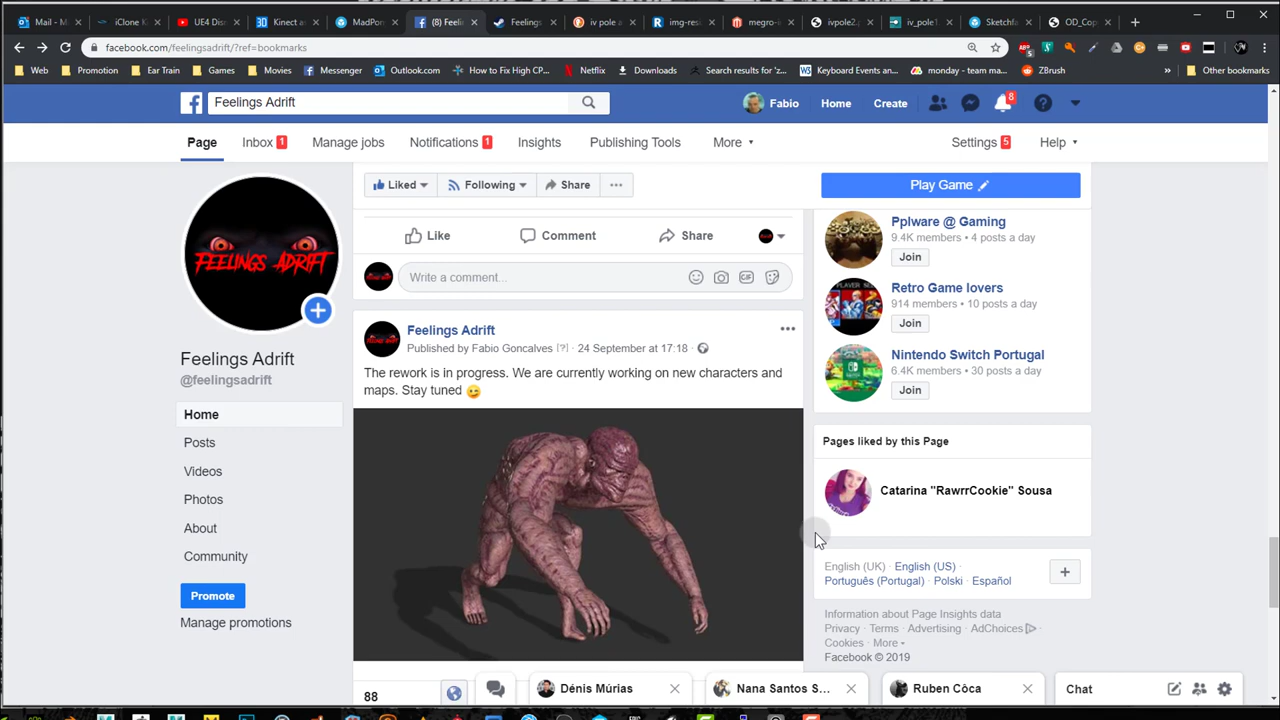 Mail -
iClone K
UE4 Dis
Kinect as
MadPon
(8) Feeli
Feelings
iv pole a
img-resi
megro-i
ivpole2.
iv_pole1
Sketchfa
OD_Cop
facebook.com/feelingsadrift/?ref=bookmarks
Web
Promotion
Ear Train
Games
Movies
Messenger
Outlook.com
How to Fix High CP...
Netflix
Downloads
Search results for 'z...
Keyboard Events an...
monday - team ma...
ZBrush
»
Other bookmarks
Feelings Adrift
Fabio
Home
Create
8
Page
Inbox 1
Manage jobs
Notifications 1
Insights
Publishing Tools
More
Settings 5
Help
Liked
Following
Share
Play Game
FEELINGS ADRIFT
Feelings Adrift
@feelingsadrift
Home
Posts
Videos
Photos
About
Community
Promote
Manage promotions
Like
Comment
Share
Write a comment...
GIF
Feelings Adrift
Published by Fabio Goncalves [?] · 24 September at 17:18 ·
The rework is in progress. We are currently working on new characters and
maps. Stay tuned
88
Pplware @ Gaming
9.4K members • 4 posts a day
Join
Retro Game lovers
914 members • 10 posts a day
Join
Nintendo Switch Portugal
6.4K members • 30 posts a day
Join
Pages liked by this Page
Catarina "RawrrCookie" Sousa
English (UK) · English (US) ·
Português (Portugal) · Polski · Español
Information about Page Insights data
Privacy · Terms · Advertising · AdChoices ·
Cookies · More
Facebook © 2019
Dénis Múrias
Nana Santos S...
Ruben Côca
Chat